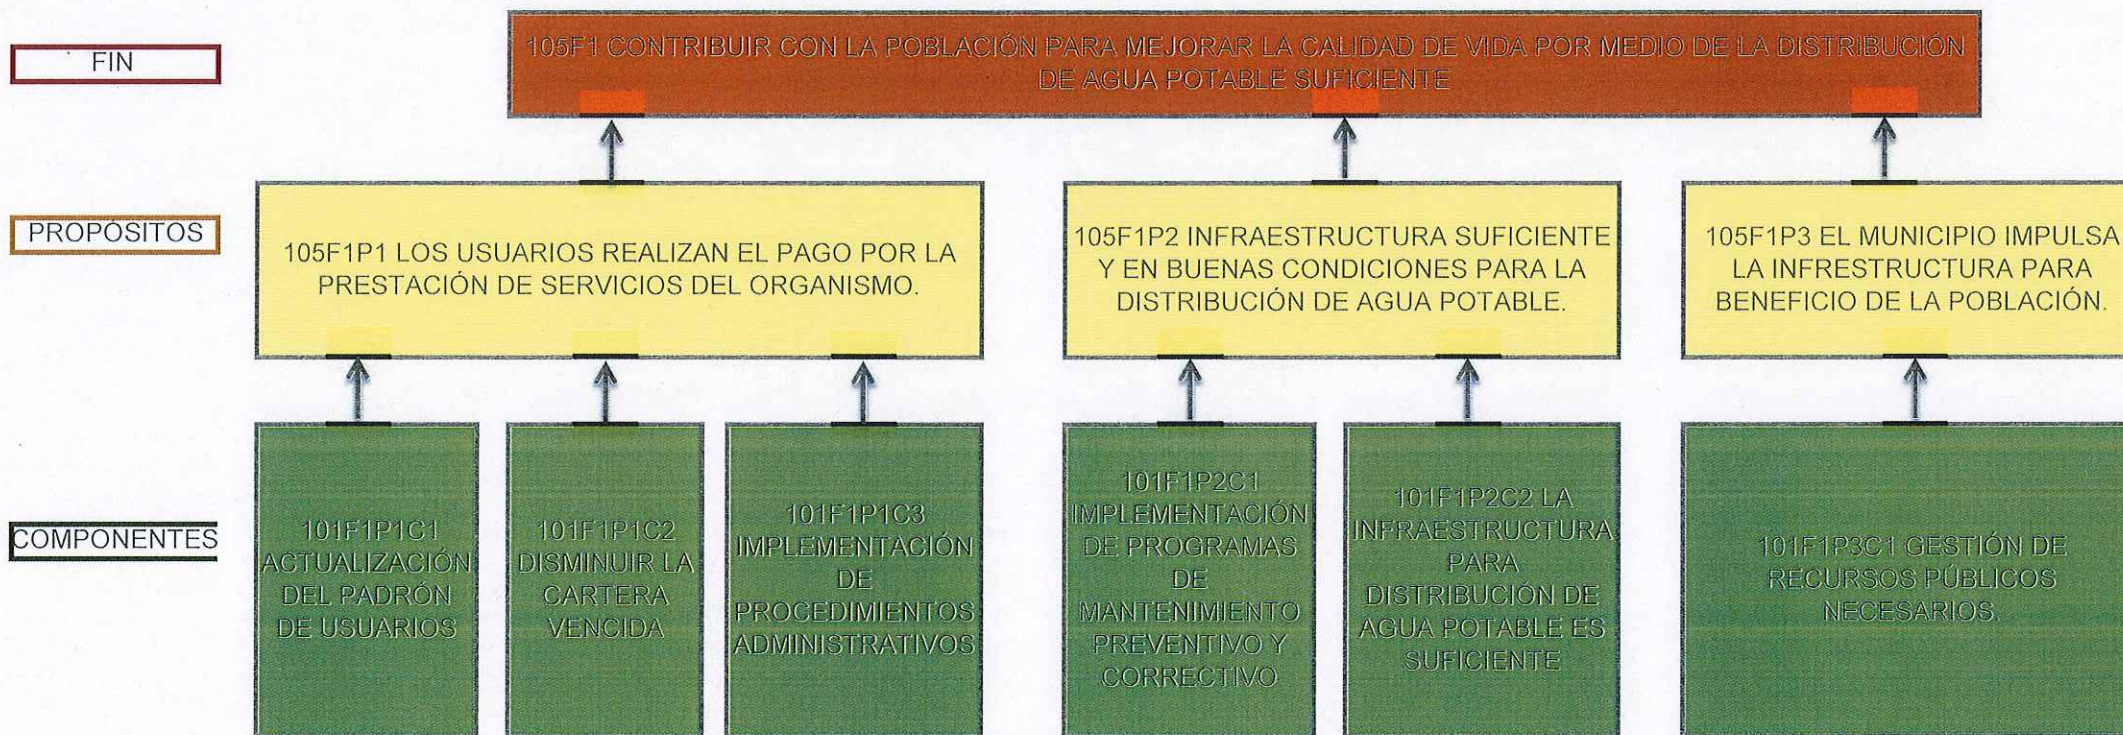 FIN
105F1 CONTRIBUIR CON LA POBLACIÓN PARA MEJORAR LA CALIDAD DE VIDA POR MEDIO DE LA DISTRIBUCIÓN
DE AGUA POTABLE SUFICIENTE
PROPÓSITOS
105F1P1 LOS USUARIOS REALIZAN EL PAGO POR LA
PRESTACIÓN DE SERVICIOS DEL ORGANISMO.
105F1P2 INFRAESTRUCTURA SUFICIENTE
Y EN BUENAS CONDICIONES PARA LA
DISTRIBUCIÓN DE AGUA POTABLE.
105F1P3 EL MUNICIPIO IMPULSA
LA INFRESTRUCTURA PARA
BENEFICIO DE LA POBLACIÓN.
COMPONENTES
101F1P1C1
ACTUALIZACIÓN
DEL PADRÓN
DE USUARIOS
101F1P1C2
DISMINUIR LA
CARTERA
VENCIDA
101F1P1C3
IMPLEMENTACIÓN
DE
PROCEDIMIENTOS
ADMINISTRATIVOS
101F1P2C1
IMPLEMENTACIÓN
DE PROGRAMAS
DE
MANTENIMIENTO
PREVENTIVO Y
CORRECTIVO
101F1P2C2 LA
INFRAESTRUCTURA
PARA
DISTRIBUCIÓN DE
AGUA POTABLE ES
SUFICIENTE
101F1P3C1 GESTIÓN DE
RECURSOS PÚBLICOS
NECESARIOS.